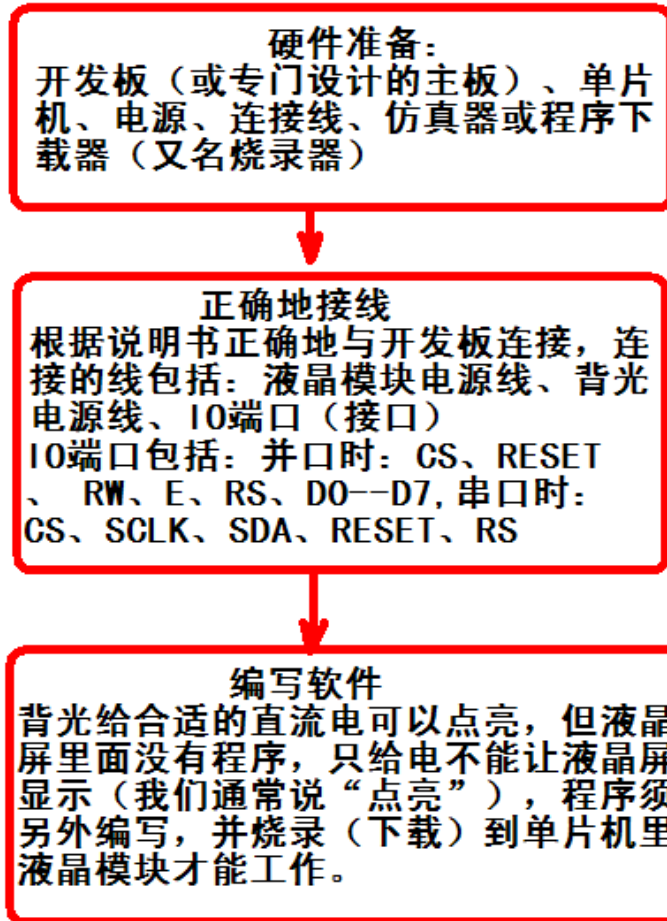 硬件准备：
开发板（或专门设计的主板）、单片
机、电源、连接线、仿真器或程序下
载器（又名烧录器）
正确地接线
根据说明书正确地与开发板连接，连
接的线包括：液晶模块电源线、背光
电源线、IO端口（接口）
IO端口包括：并口时：CS、RESET
、 RW、E、RS、D0--D7,串口时：
CS、SCLK、SDA、RESET、RS
编写软件
背光给合适的直流电可以点亮，但液晶
屏里面没有程序，只给电不能让液晶屏
显示（我们通常说“点亮”），程序须
另外编写，并烧录（下载）到单片机里
液晶模块才能工作。